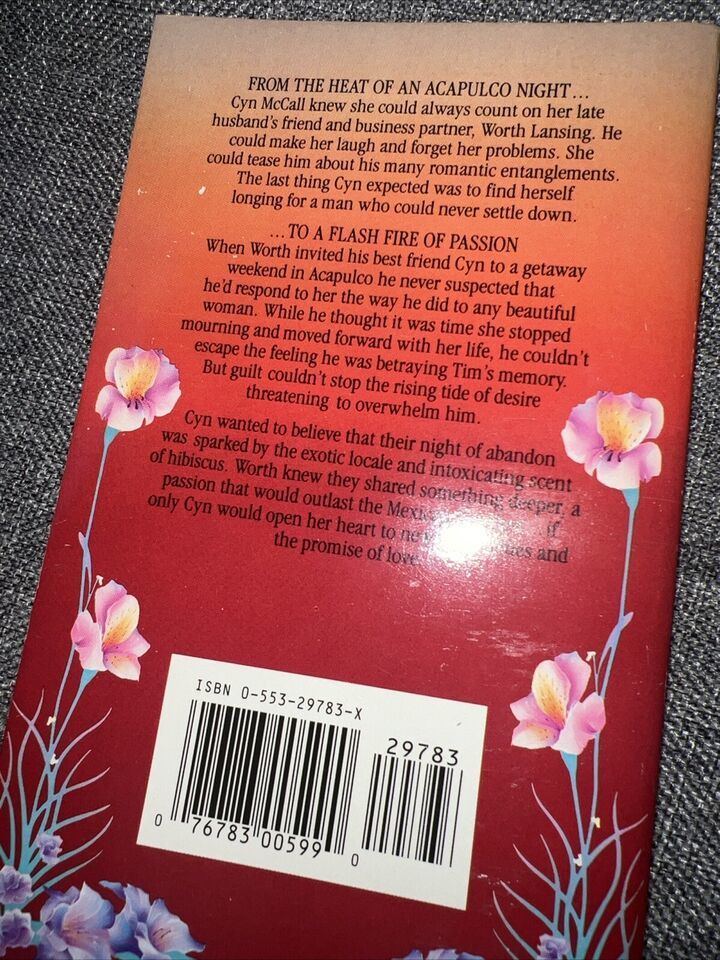 FROM THE HEAT OF AN ACAPULCO NIGHT...
Cyn McCall knew she could always count on her late
husband's friend and business partner, Worth Lansing. He
could make her laugh and forget her problems. She
could tease him about his many romantic entanglements.
The last thing Cyn expected was to find herself
longing for a man who could never settle down.
...TO A FLASH FIRE OF PASSION
When Worth invited his best friend Cyn to a getaway
weekend in Acapulco he never suspected that
he'd respond to her the way he did to any beautiful
woman. While he thought it was time she stopped
mourning and moved forward with her life, he couldn't
escape the feeling he was betraying Tim's memory.
But guilt couldn't stop the rising tide of desire
threatening to overwhelm him.
Cyn wanted to believe that their night of abandon
was sparked by the exotic locale and intoxicating scent
of hibiscus. Worth knew they shared something deeper, a
passion that would outlast the if
only Cyn would open her heart to and
the promise of love
ISBN 0-553-29783-X
29783
0 76783 00599 0